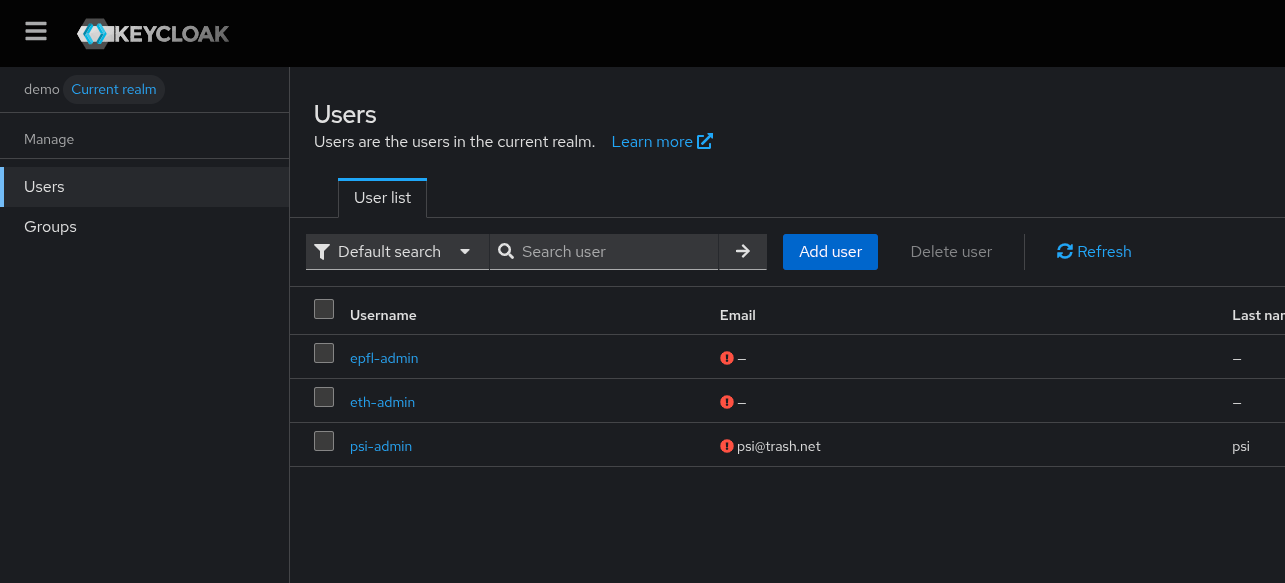 KEYCLOAK
demo Current realm
Manage
Users
Groups
Users
Users are the users in the current realm. Learn more
User list
Default search Search user Add user Delete user Refresh
Username Email Last nar
epfl-admin – –
eth-admin – –
psi-admin psi@trash.net psi